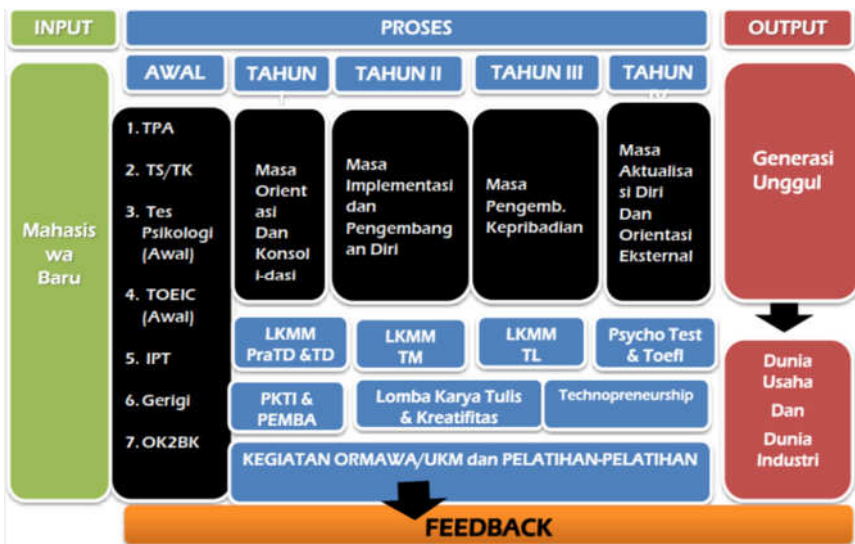 INPUT
PROSES
OUTPUT
AWAL
TAHUN
I
TAHUN II
TAHUN III
TAHUN
Mahasis
wa
Baru
1. TPA
2. TS/TK
3. Tes
Psikologi
(Awal)
4. TOEIC
(Awal)
5. IPT
6. Gerigi
7. OK2BK
Masa
Orient
asi
Dan
Konsol
i-dasi
Masa
Implementasi
dan
Pengembang
an Diri
Masa
Pengemb.
Kepribadian
Masa
Aktualisa
si Diri
Dan
Orientasi
Eksternal
Generasi
Unggul
LKMM
PraTD &TD
LKMM
TM
LKMM
TL
Psycho Test
& Toefl
PKTI &
PEMBA
Lomba Karya Tulis
& Kreatifitas
Technopreneurship
KEGIATAN ORMAWA/UKM dan PELATIHAN-PELATIHAN
Dunia
Usaha
Dan
Dunia
Industri
FEEDBACK